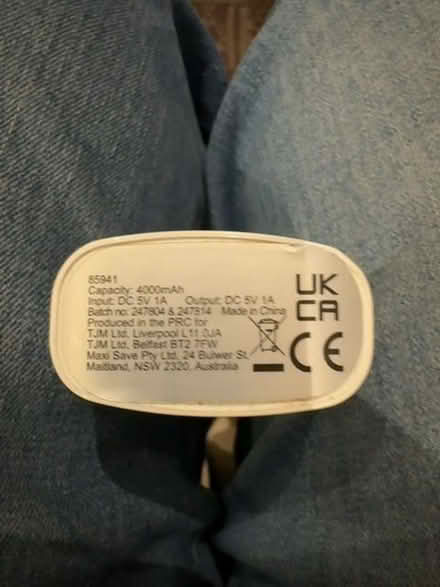 85941
Capacity: 4000mAh
Input: DC 5V 1A Output: DC 5V 1A
Batch no: 247804 & 247814 Made in China
Produced in the PRC for
TJM Ltd, Liverpool L11 0JA
TJM Ltd, Belfast BT2 7FW
Maxi Save Pty Ltd, 24 Bulwer St,
Maitland, NSW 2320, Australia
UK
CA
CE